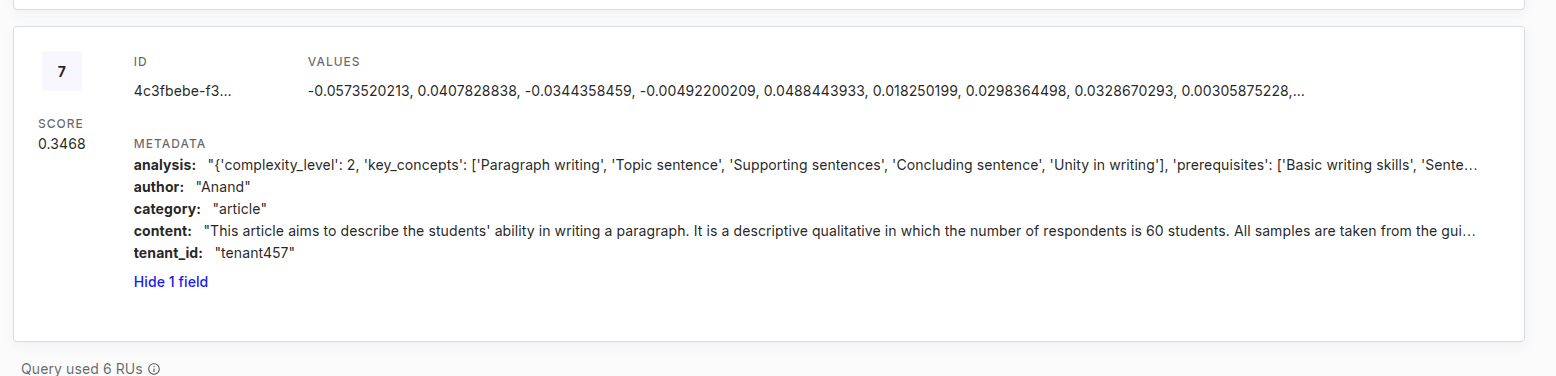 7
ID
VALUES
4c3fbebe-f3...
-0.0573520213, 0.0407828838, -0.0344358459, -0.00492200209, 0.0488443933, 0.018250199, 0.0298364498, 0.0328670293, 0.00305875228,...
SCORE
0.3468
METADATA
analysis: "{'complexity_level': 2, 'key_concepts': ['Paragraph writing', 'Topic sentence', 'Supporting sentences', 'Concluding sentence', 'Unity in writing'], 'prerequisites': ['Basic writing skills', 'Sente...
author: "Anand"
category: "article"
content: "This article aims to describe the students' ability in writing a paragraph. It is a descriptive qualitative in which the number of respondents is 60 students. All samples are taken from the gui...
tenant_id: "tenant457"
Hide 1 field
Query used 6 RUs